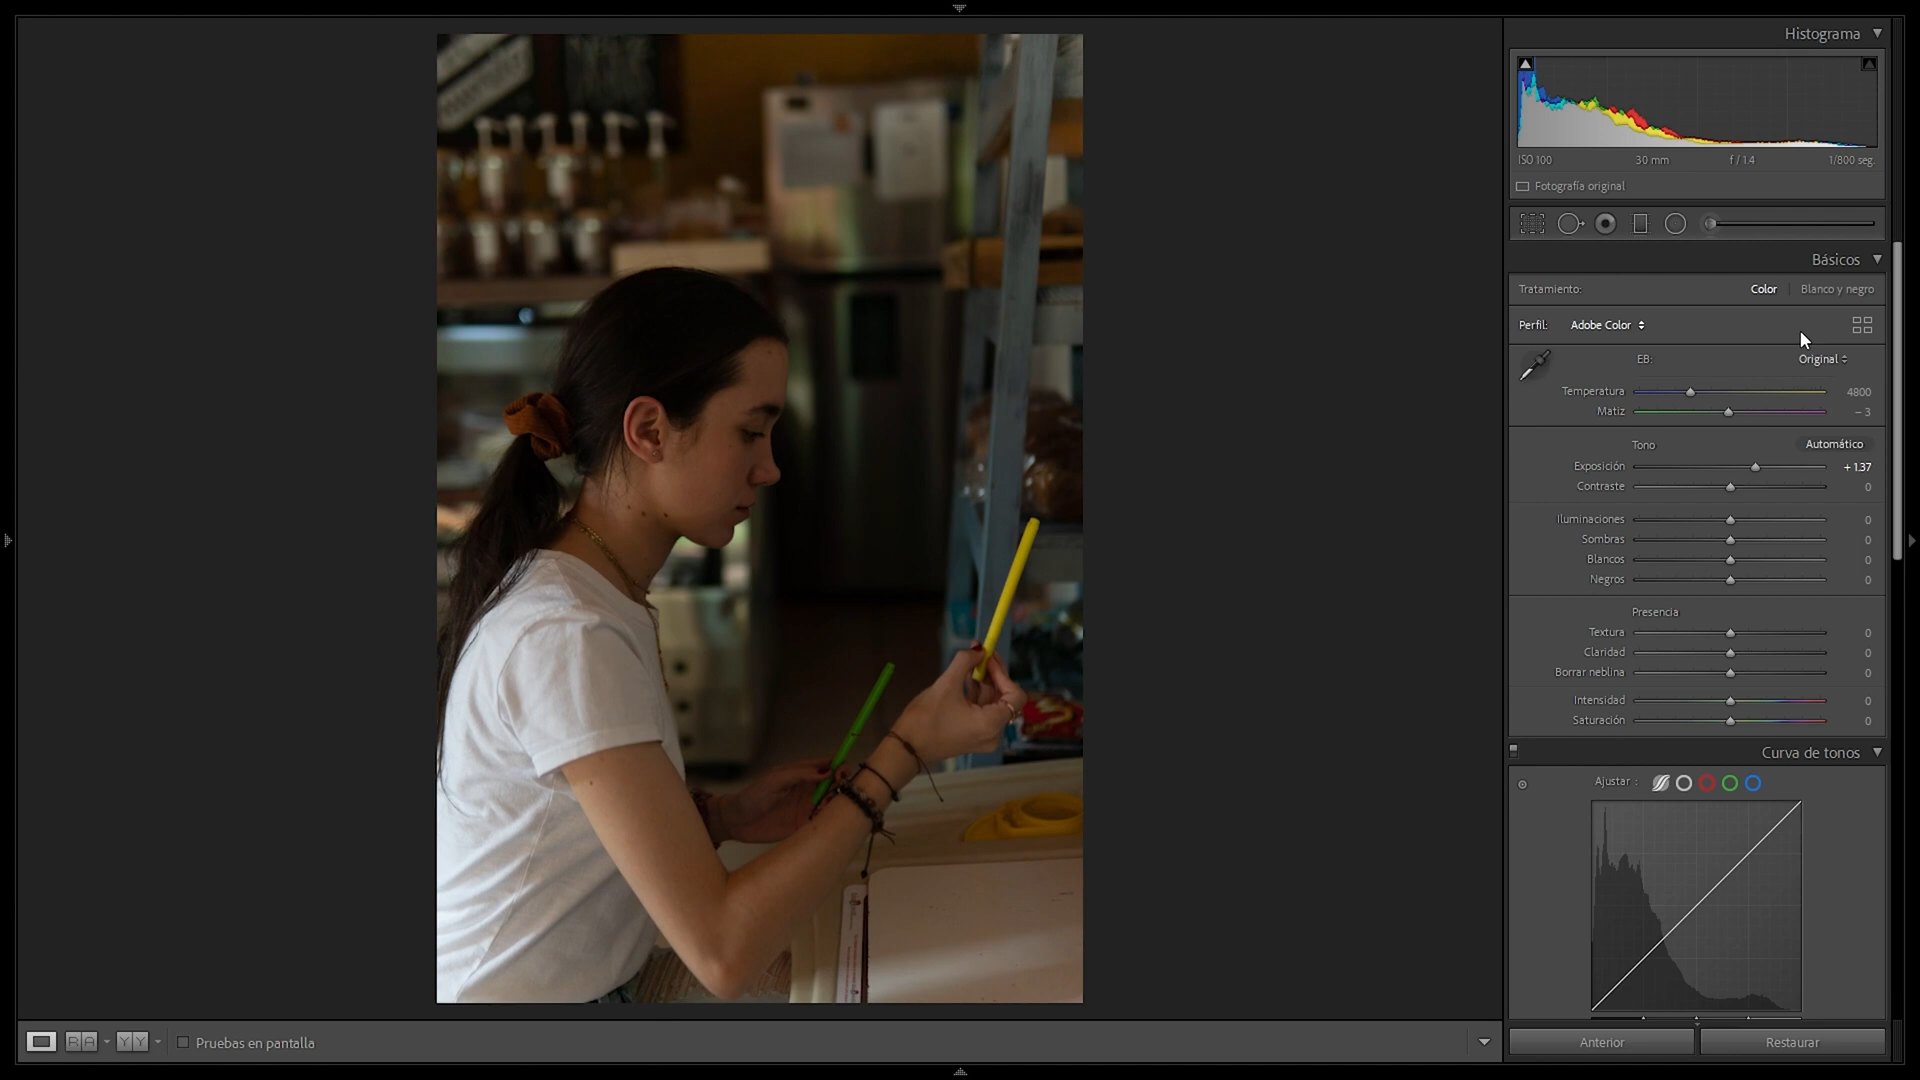 Histograma
ISO 100 30 mm f / 1.4 1/800 seg.
Fotografía original
Básicos
Tratamiento: Color Blanco y negro
Perfil: Adobe Color
EB: Original
Temperatura 4800
Matiz – 3
Tono Automático
Exposición + 1.37
Contraste 0
Iluminaciones 0
Sombras 0
Blancos 0
Negros 0
Presencia
Textura 0
Claridad 0
Borrar neblina 0
Intensidad 0
Saturación 0
Curva de tonos
Ajustar :
R A Y Y Pruebas en pantalla
Anterior Restaurar